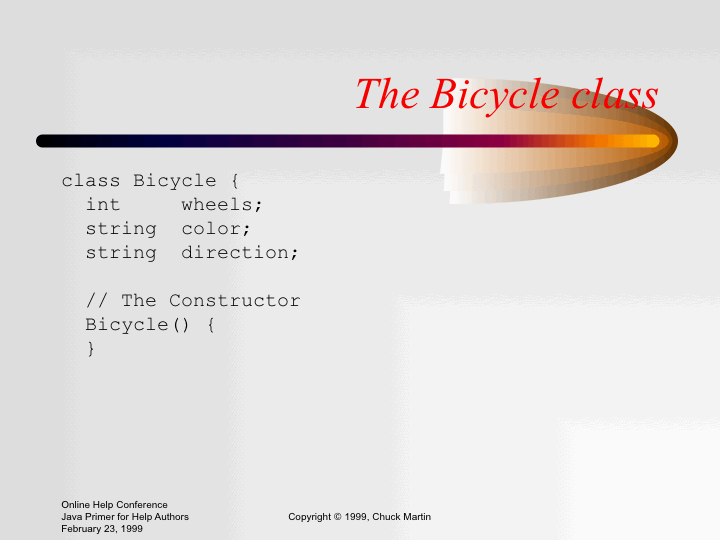 The Bicycle class
class Bicycle {
  int     wheels;
  string  color;
  string  direction;

  // The Constructor
  Bicycle() {
  }
Online Help Conference
Java Primer for Help Authors
February 23, 1999
Copyright © 1999, Chuck Martin